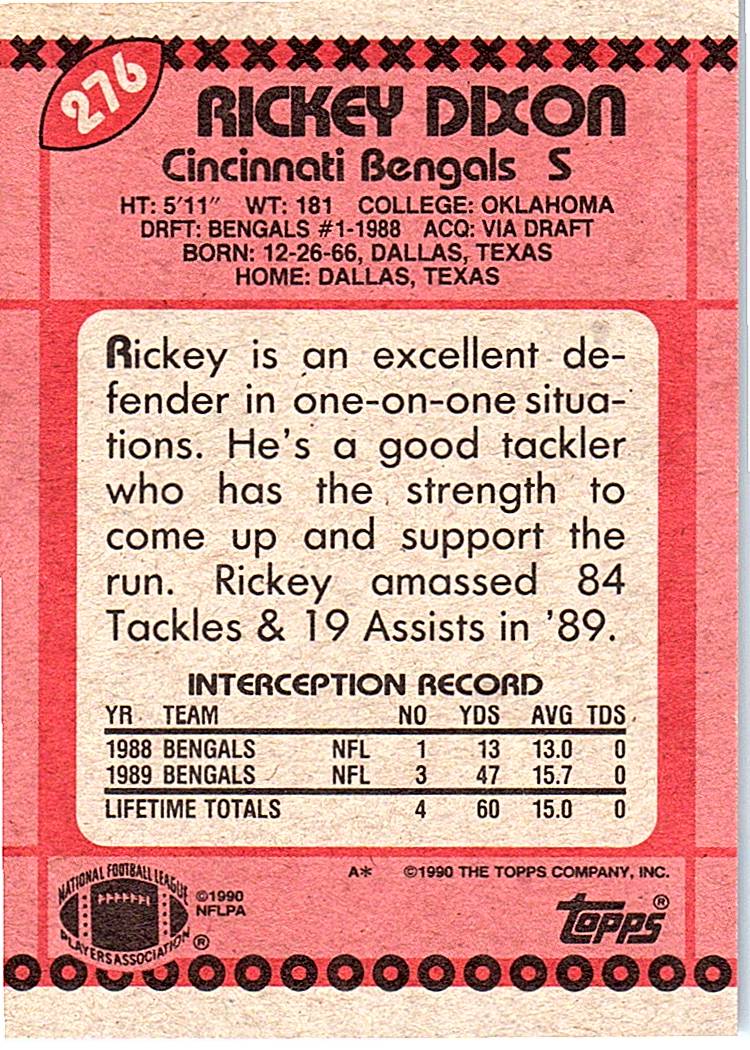 276
RICKEY DIXON
Cincinnati Bengals S
HT: 5'11" WT: 181 COLLEGE: OKLAHOMA
DRFT: BENGALS #1-1988 ACQ: VIA DRAFT
BORN: 12-26-66, DALLAS, TEXAS
HOME: DALLAS, TEXAS
Rickey is an excellent de-
fender in one-on-one situa-
tions. He's a good tackler
who has the strength to
come up and support the
run. Rickey amassed 84
Tackles & 19 Assists in '89.
INTERCEPTION RECORD
YR TEAM NO YDS AVG TDS
1988 BENGALS NFL 1 13 13.0 0
1989 BENGALS NFL 3 47 15.7 0
LIFETIME TOTALS 4 60 15.0 0
A* ©1990 THE TOPPS COMPANY, INC.
NATIONAL FOOTBALL LEAGUE
PLAYERS ASSOCIATION ®
©1990
NFLPA
topps ®